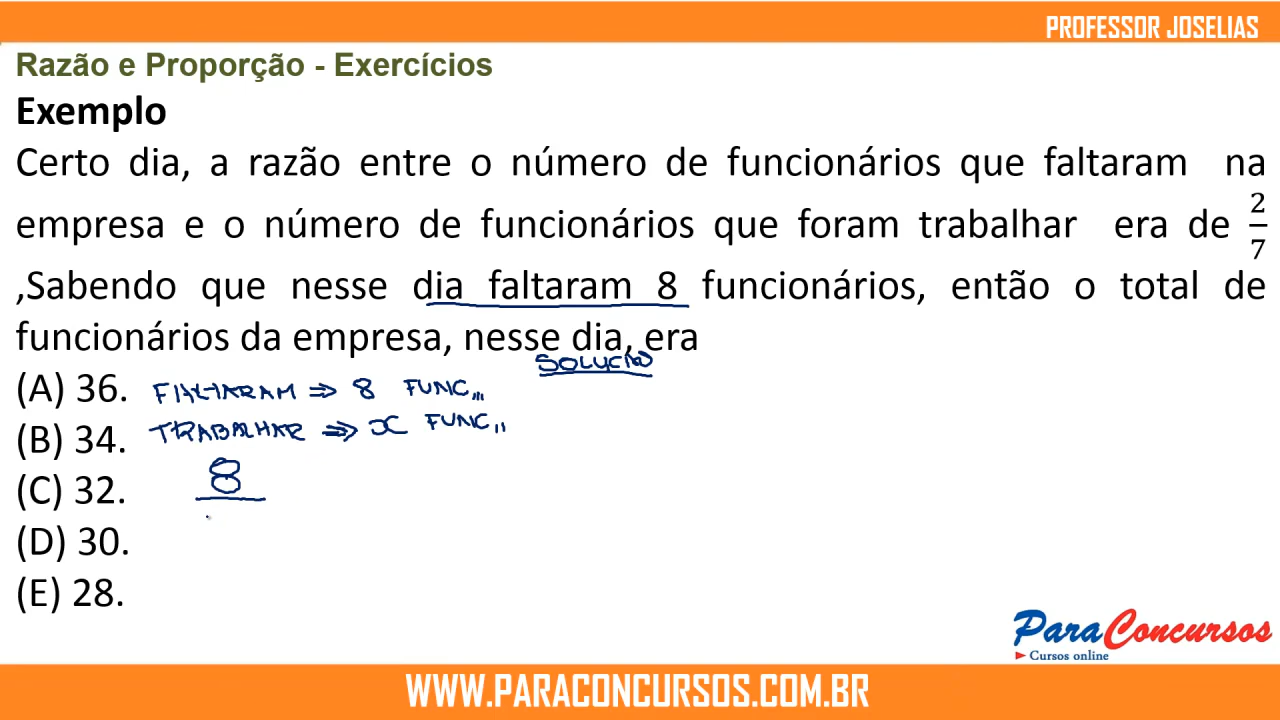 PROFESSOR JOSELIAS
Razão e Proporção - Exercícios
Exemplo
Certo dia, a razão entre o número de funcionários que faltaram na
empresa e o número de funcionários que foram trabalhar era de 2/7
,Sabendo que nesse dia faltaram 8 funcionários, então o total de
funcionários da empresa, nesse dia, era
SOLUÇÃO
(A) 36. FALTARAM ⇒ 8 FUNC...
(B) 34. TRABALHAR ⇒ x FUNC..
(C) 32. 8
(D) 30.
(E) 28.
ParaConcursos
Cursos online
WWW.PARACONCURSOS.COM.BR